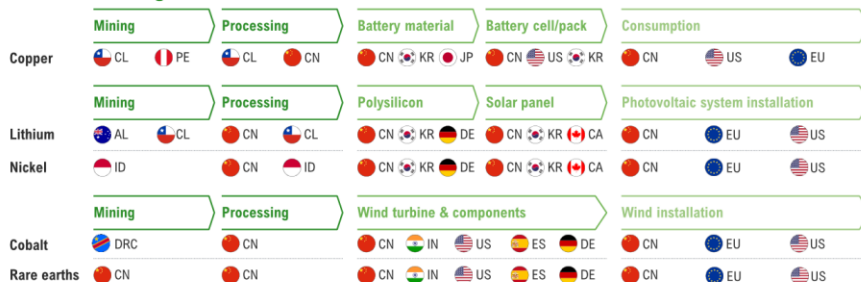 Mining Processing Battery material Battery cell/pack Consumption
Copper CL PE CL CN CN KR JP CN US KR CN US EU
Mining Processing Polysilicon Solar panel Photovoltaic system installation
Lithium AL CL CN CL CN KR DE CN KR CA CN EU US
Nickel ID CN ID CN KR DE CN KR CA CN EU US
Mining Processing Wind turbine & components Wind installation
Cobalt DRC CN CN IN US ES DE CN EU US
Rare earths CN CN CN IN US ES DE CN EU US